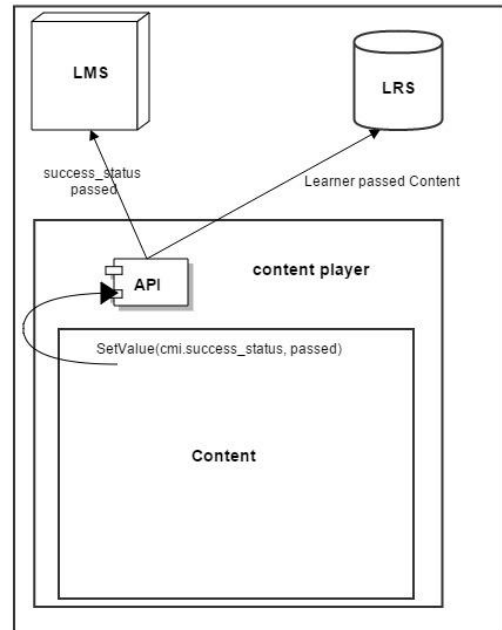 LMS
LRS
success_status
passed
Learner passed Content
API
content player
SetValue(cmi.success_status, passed)
Content